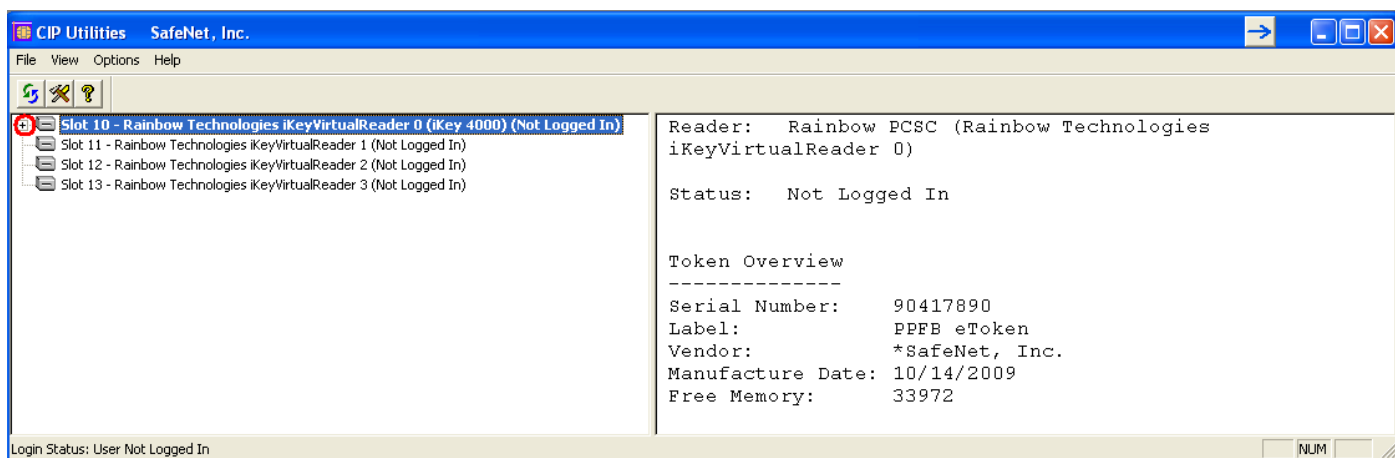 CIP Utilities SafeNet, Inc.
File View Options Help
Slot 10 - Rainbow Technologies iKeyVirtualReader 0 (iKey 4000) (Not Logged In)
Slot 11 - Rainbow Technologies iKeyVirtualReader 1 (Not Logged In)
Slot 12 - Rainbow Technologies iKeyVirtualReader 2 (Not Logged In)
Slot 13 - Rainbow Technologies iKeyVirtualReader 3 (Not Logged In)
Reader: Rainbow PCSC (Rainbow Technologies
iKeyVirtualReader 0)
Status: Not Logged In
Token Overview
--------------
Serial Number: 90417890
Label: PPFB eToken
Vendor: *SafeNet, Inc.
Manufacture Date: 10/14/2009
Free Memory: 33972
Login Status: User Not Logged In
NUM